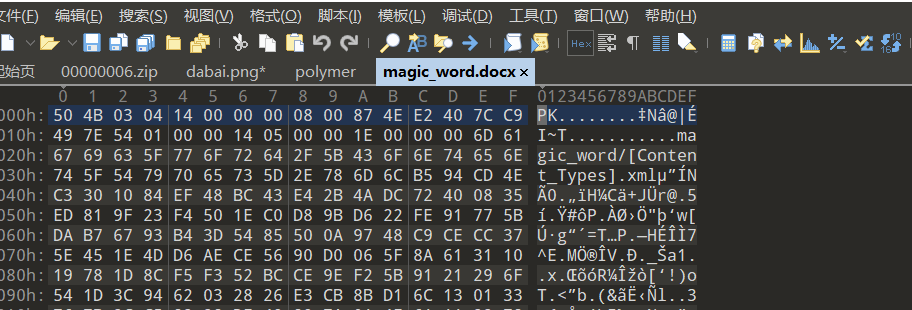 文件(F) 编辑(E) 搜索(S) 视图(V) 格式(O) 脚本(I) 模板(L) 调试(D) 工具(T) 窗口(W) 帮助(H)
Hex
起始页 00000006.zip dabai.png* polymer magic_word.docx ×
0 1 2 3 4 5 6 7 8 9 A B C D E F 0123456789ABCDEF
000h: 50 4B 03 04 14 00 00 00 08 00 87 4E E2 40 7C C9 PK........‡Nâ@|É
010h: 49 7E 54 01 00 00 14 05 00 00 1E 00 00 00 6D 61 I~T...........ma
020h: 67 69 63 5F 77 6F 72 64 2F 5B 43 6F 6E 74 65 6E gic_word/[Conten
030h: 74 5F 54 79 70 65 73 5D 2E 78 6D 6C B5 94 CD 4E t_Types].xmlµ”ÍN
040h: C3 30 10 84 EF 48 BC 43 E4 2B 4A DC 72 40 08 35 Ã0.„ïH¼Cä+JÜr@.5
050h: ED 81 9F 23 F4 50 1E C0 D8 9B D6 22 FE 91 77 5B í.Ÿ#ôP.ÀØ›Ö"þ‘w[
060h: DA B7 67 93 B4 3D 54 85 50 0A 97 48 C9 CE CC 37 Ú·g“´=T…P.—HÉÎÌ7
070h: 5E 45 1E 4D D6 AE CE 56 90 D0 06 5F 8A 61 31 10 ^E.MÖ®ÎV.Ð._Ša1.
080h: 19 78 1D 8C F5 F3 52 BC CE 9E F2 5B 91 21 29 6F .x.ŒõóR¼Îžò[‘!)o
090h: 54 1D 3C 94 62 03 28 26 E3 CB 8B D1 6C 13 01 33 T.<”b.(&ãË‹Ñl..3